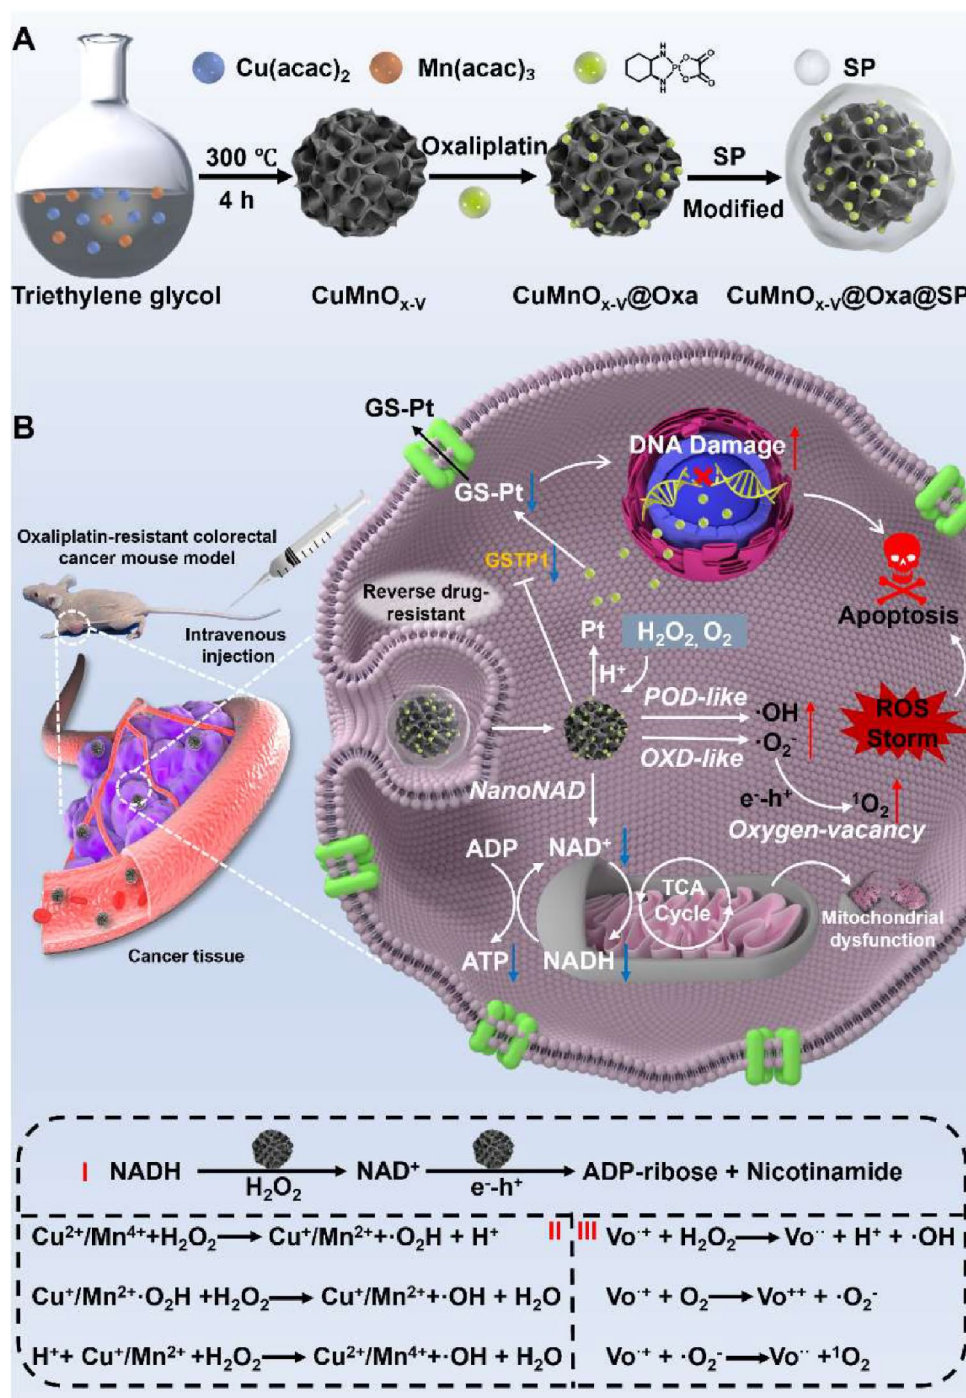 A
Cu(acac)₂ Mn(acac)₃ SP
H
N
O
O
Pt
N
O
O
H
300 ℃
4 h
Oxaliplatin
SP
Modified
Triethylene glycol CuMnOx-V CuMnOx-V@Oxa CuMnOx-V@Oxa@SP
B
GS-Pt
GS-Pt
DNA Damage
GSTP1
Oxaliplatin-resistant colorectal
cancer mouse model
Reverse drug-
resistant
Intravenous
injection
Apoptosis
Pt
H₂O₂, O₂
H⁺
POD-like
·OH
OXD-like
·O₂⁻
ROS
Storm
NanoNAD
e⁻-h⁺
¹O₂
Oxygen-vacancy
ADP
NAD⁺
TCA
Cycle
Mitochondrial
dysfunction
ATP
NADH
Cancer tissue
I NADH H₂O₂ NAD⁺ e⁻-h⁺ ADP-ribose + Nicotinamide
II
Cu²⁺/Mn⁴⁺+H₂O₂ → Cu⁺/Mn²⁺+·O₂H + H⁺
Cu⁺/Mn²⁺·O₂H +H₂O₂ → Cu⁺/Mn²⁺+·OH + H₂O
H⁺+ Cu⁺/Mn²⁺ +H₂O₂ → Cu²⁺/Mn⁴⁺+·OH + H₂O
III
Vo˙⁺ + H₂O₂ → Vo˙˙ + H⁺ + ·OH
Vo˙⁺ + O₂ → Vo⁺⁺ + ·O₂⁻
Vo˙⁺ + ·O₂⁻ → Vo˙˙ +¹O₂